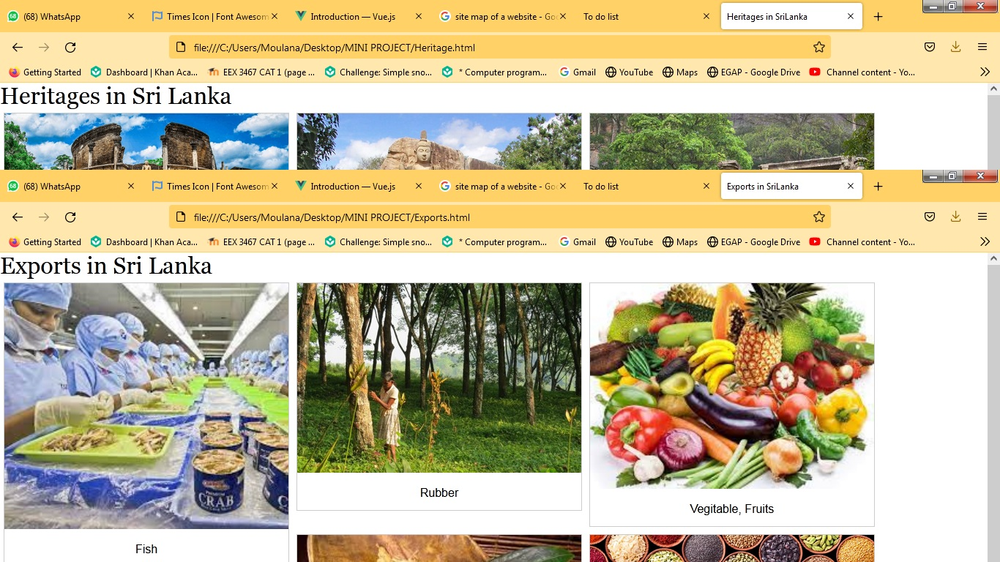 (68) WhatsApp Times Icon | Font Awesom Introduction — Vue.js site map of a website - Goo To do list Heritages in SriLanka
file:///C:/Users/Moulana/Desktop/MINI PROJECT/Heritage.html
Getting Started Dashboard | Khan Aca... EEX 3467 CAT 1 (page ... Challenge: Simple sno... * Computer program... Gmail YouTube Maps EGAP - Google Drive Channel content - Yo...
Heritages in Sri Lanka
(68) WhatsApp Times Icon | Font Awesom Introduction — Vue.js site map of a website - Goo To do list Exports in SriLanka
file:///C:/Users/Moulana/Desktop/MINI PROJECT/Exports.html
Getting Started Dashboard | Khan Aca... EEX 3467 CAT 1 (page ... Challenge: Simple sno... * Computer program... Gmail YouTube Maps EGAP - Google Drive Channel content - Yo...
Exports in Sri Lanka
PREMIUM
CRAB
Rubber
Vegitable, Fruits
Fish